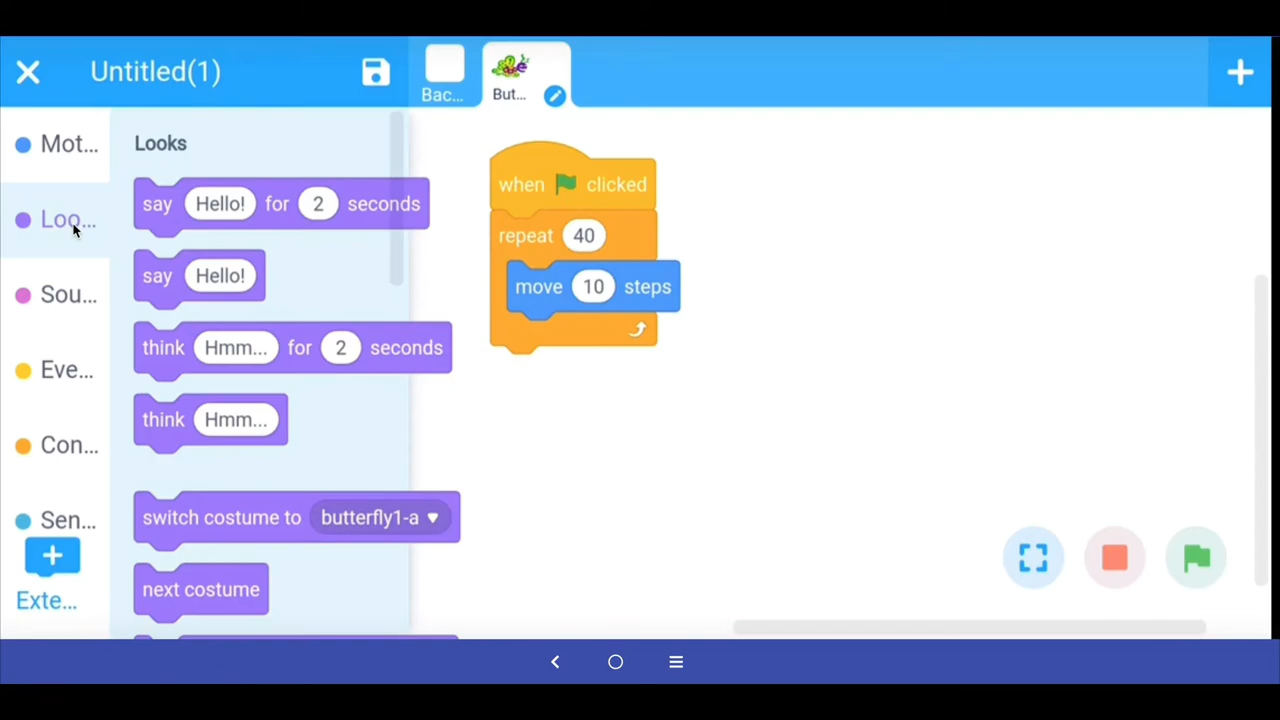 Untitled(1)
Bac...
But...
Mot...
Loo...
Sou...
Eve...
Con...
Sen...
Exte...
Looks
say Hello! for 2 seconds
say Hello!
think Hmm... for 2 seconds
think Hmm...
switch costume to butterfly1-a
next costume
when clicked
repeat 40
move 10 steps